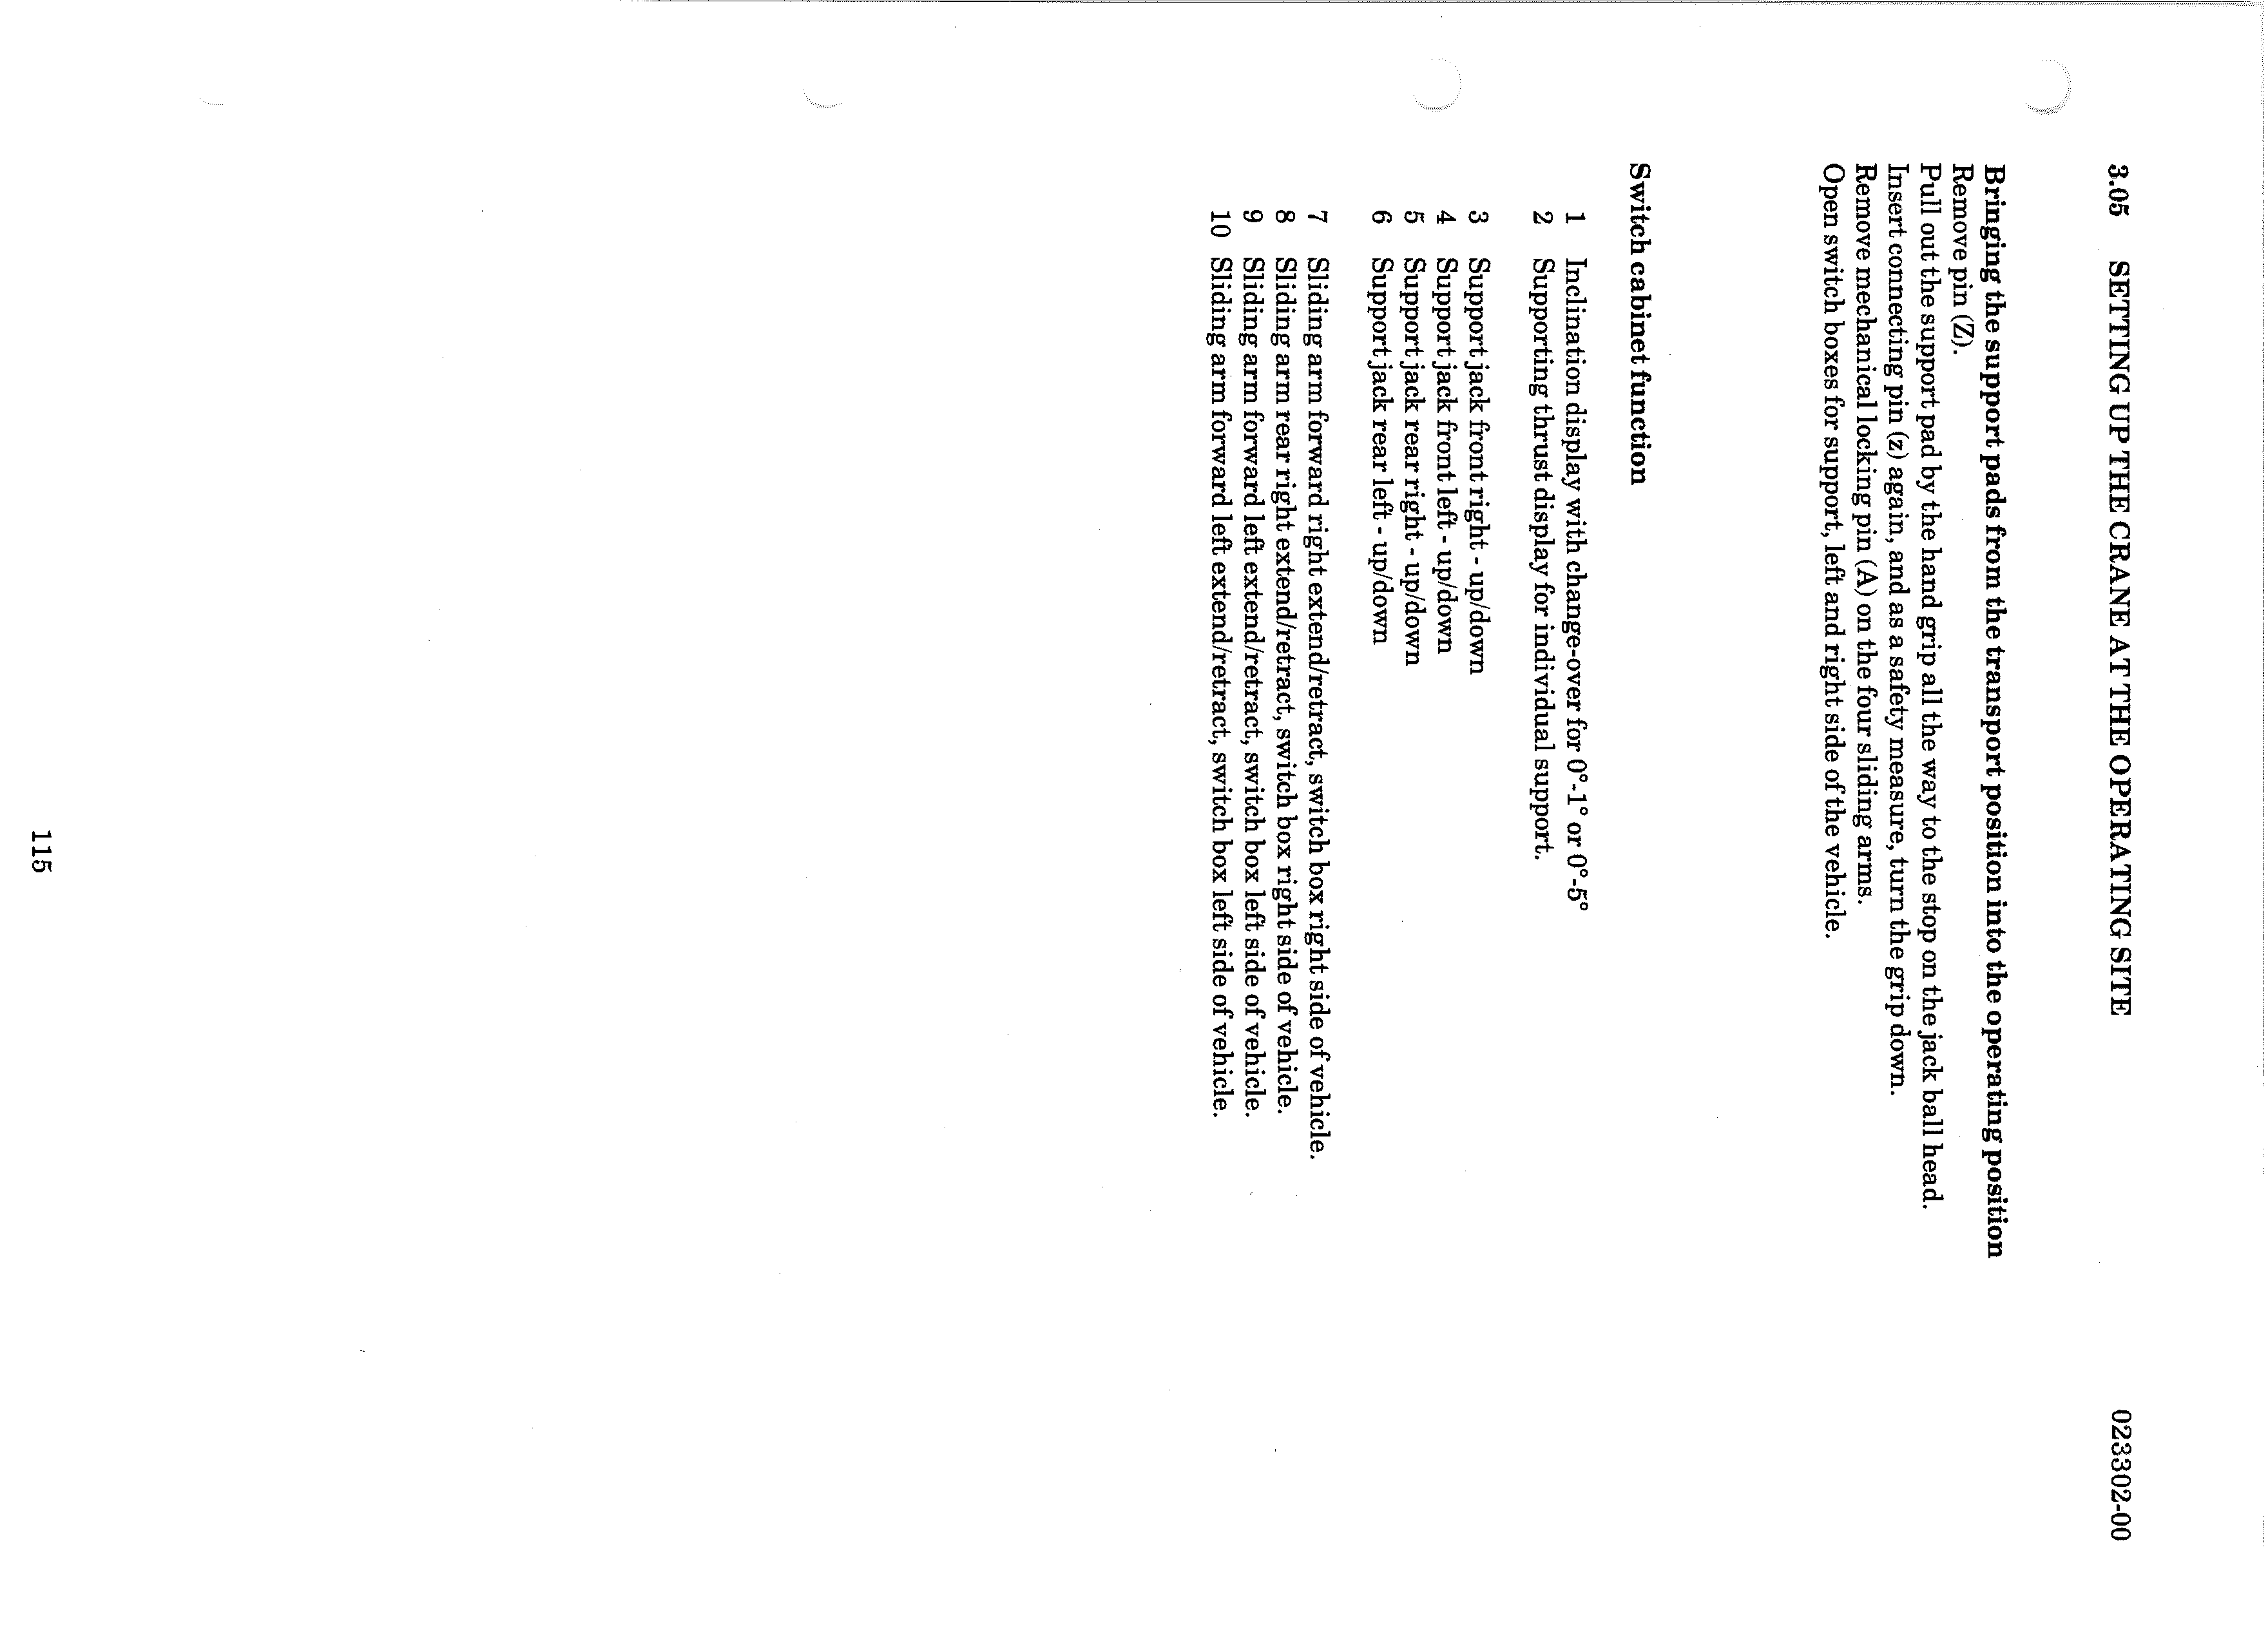 3.05 SETTING UP THE CRANE AT THE OPERATING SITE 023302-00
Bringing the support pads from the transport position into the operating position
Remove pin (Z).
Pull out the support pad by the hand grip all the way to the stop on the jack ball head.
Insert connecting pin (z) again, and as a safety measure, turn the grip down.
Remove mechanical locking pin (A) on the four sliding arms.
Open switch boxes for support, left and right side of the vehicle.
Switch cabinet function
1 Inclination display with change-over for 0°-1° or 0°-5°
2 Supporting thrust display for individual support.
3 Support jack front right - up/down
4 Support jack front left - up/down
5 Support jack rear right - up/down
6 Support jack rear left - up/down
7 Sliding arm forward right extend/retract, switch box right side of vehicle.
8 Sliding arm rear right extend/retract, switch box right side of vehicle.
9 Sliding arm forward left extend/retract, switch box left side of vehicle.
10 Sliding arm forward left extend/retract, switch box left side of vehicle.
115